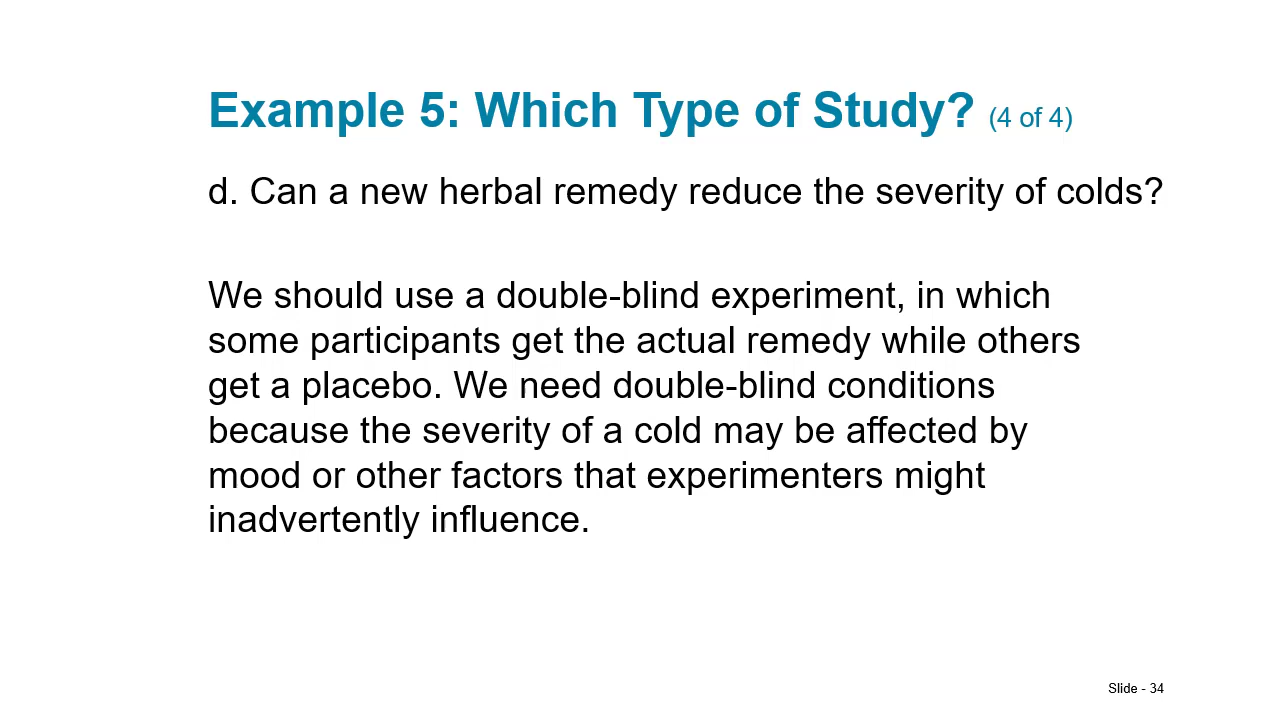 Example 5: Which Type of Study? (4 of 4)
d. Can a new herbal remedy reduce the severity of colds?
We should use a double-blind experiment, in which
some participants get the actual remedy while others
get a placebo. We need double-blind conditions
because the severity of a cold may be affected by
mood or other factors that experimenters might
inadvertently influence.
Slide - 34